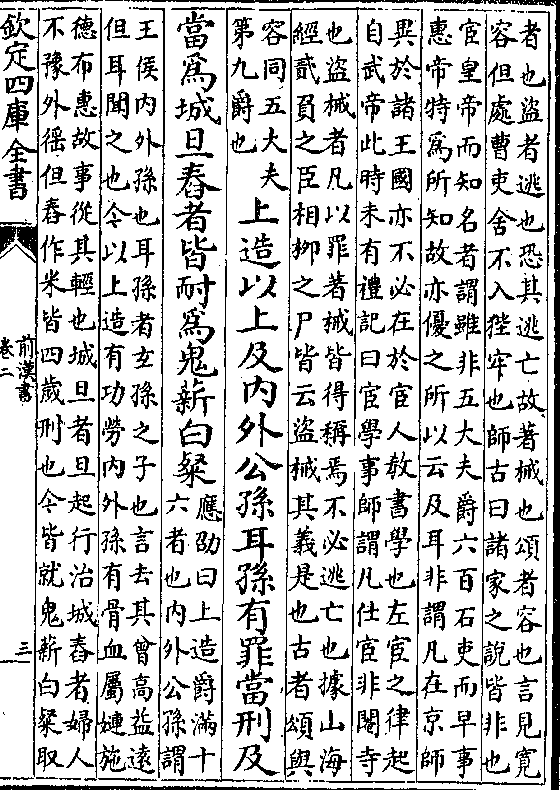 者也盜者逃也恐其逃亡故著械也頌者容也言見寬
容但處曹吏舍不入狴牢也師古曰諸家之說皆非也
宦皇帝而知名者謂雖非五大夫爵六百石吏而早事
惠帝特爲所知故亦優之所以云及耳非謂凡在京師
異於諸王國亦不必在於宦人教書學也左官之律起
自武帝此時未有禮記曰宦學事師謂凡仕宦非閹寺
也盜械者凡以罪著械皆得稱焉不必逃亡也據山海
經貳負之臣相柳之尸皆云盜械其義是也古者頌與
容同五大夫
第九爵也
上造以上及內外公孫耳孫有罪當刑及
當爲城旦舂者皆耐爲鬼薪白粲
應劭曰上造爵滿十
六者也內外公孫謂
王侯內外孫也耳孫者玄孫之子也言去其曾高益遠
但耳聞之也今以上造有功勞內外孫有骨血屬㜕施
德布惠故事從其輕也城旦者旦起行治城舂者婦人
不豫外徭但舂作米皆四歲刑也今皆就鬼薪白粲取
欽定四庫全書
前漢書
卷二
三